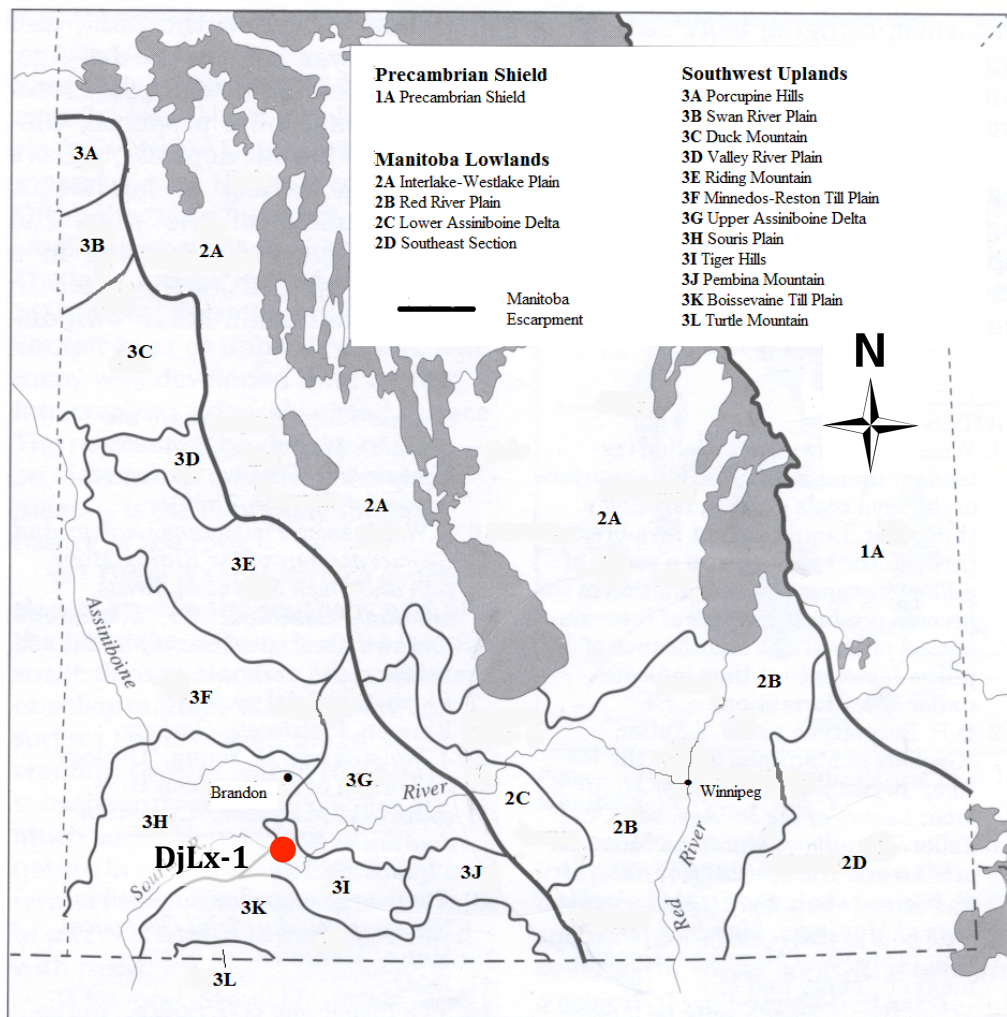 Precambrian Shield
1A Precambrian Shield
Manitoba Lowlands
2A Interlake-Westlake Plain
2B Red River Plain
2C Lower Assiniboine Delta
2D Southeast Section
Manitoba
Escarpment
Southwest Uplands
3A Porcupine Hills
3B Swan River Plain
3C Duck Mountain
3D Valley River Plain
3E Riding Mountain
3F Minnedos-Reston Till Plain
3G Upper Assiniboine Delta
3H Souris Plain
3I Tiger Hills
3J Pembina Mountain
3K Boissevaine Till Plain
3L Turtle Mountain
N
3A
3B
2A
3C
3D
2A
2A
1A
3E
Assiniboine
3F
2B
Brandon
3G
River
Winnipeg
2C
3H
2B
River
Red
2D
DjLx-1
3J
3I
3K
3L